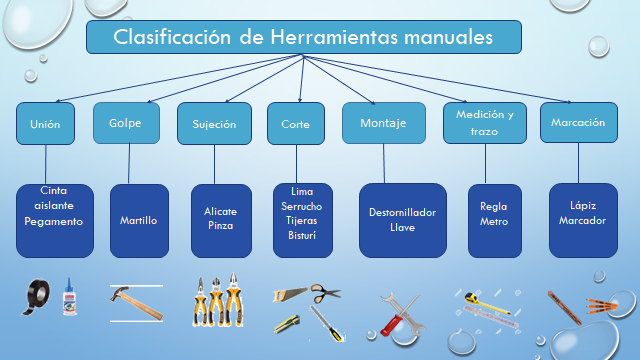 Clasificación de Herramientas manuales
Unión
Golpe
Sujeción
Corte
Montaje
Medición y
trazo
Marcación
Cinta
aislante
Pegamento
Martillo
Alicate
Pinza
Lima
Serrucho
Tijeras
Bisturí
Destornillador
Llave
Regla
Metro
Lápiz
Marcador